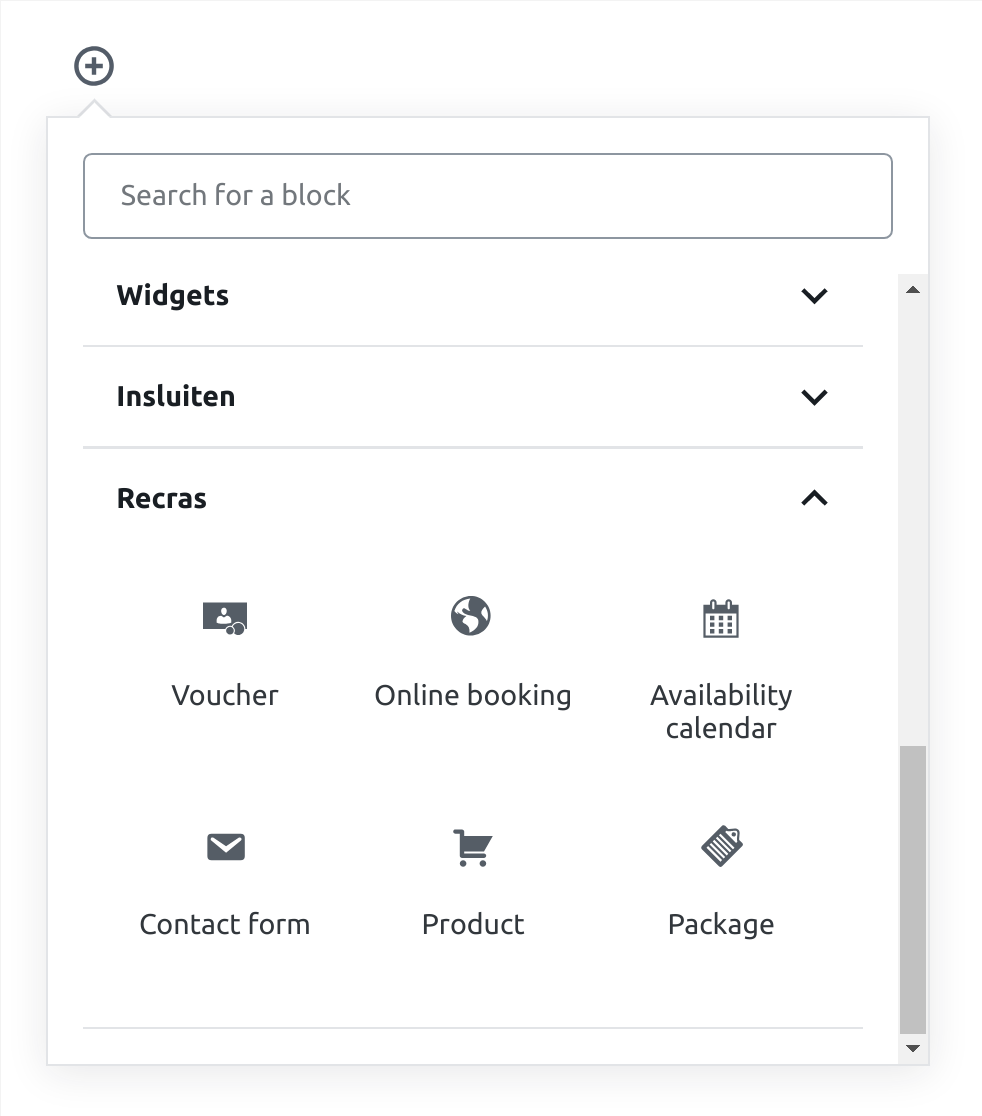 Search for a block
Widgets
Insluiten
Recras
Voucher
Online booking
Availability
calendar
Contact form
Product
Package